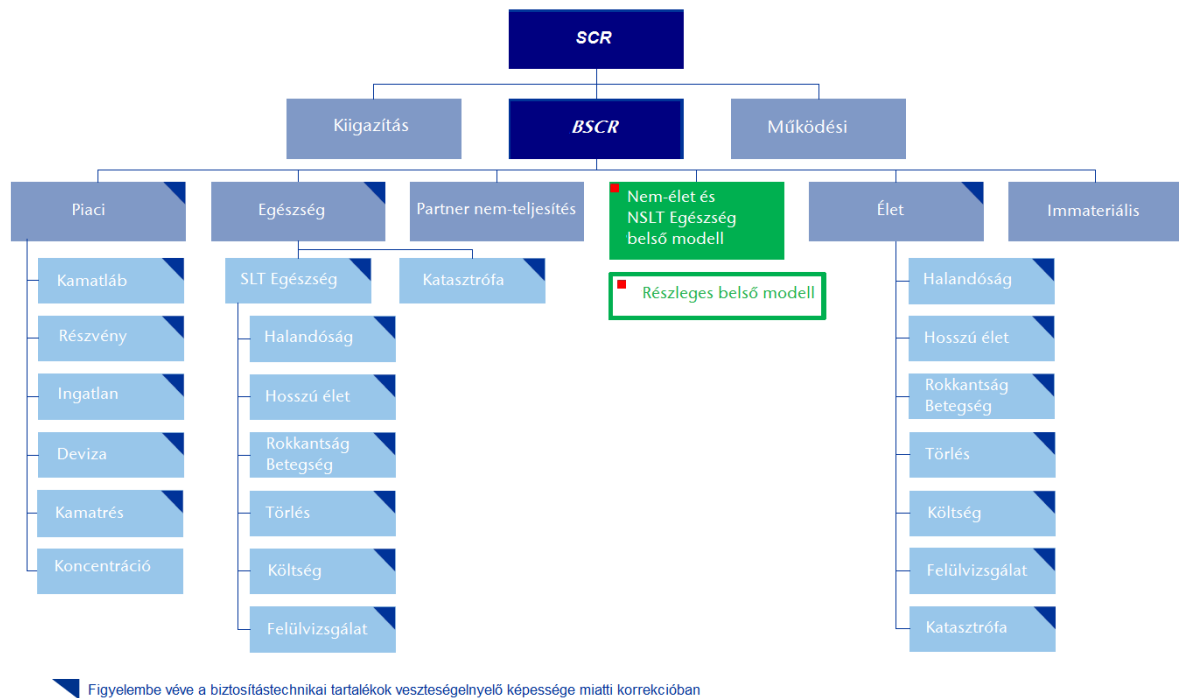 SCR
Kiigazítás
BSCR
Működési
Piaci
Egészség
Partner nem-teljesítés
Nem-élet és
NSLT Egészség
belső modell
Élet
Immateriális
Kamatláb
Részvény
Ingatlan
Deviza
Kamatrés
Koncentráció
SLT Egészség
Katasztrófa
Halandóság
Hosszú élet
Rokkantság
Betegség
Törlés
Költség
Felülvizsgálat
Részleges belső modell
Halandóság
Hosszú élet
Rokkantság
Betegség
Törlés
Költség
Felülvizsgálat
Katasztrófa
Figyelembe véve a biztosítástechnikai tartalékok veszteségelnyelő képessége miatti korrekcióban